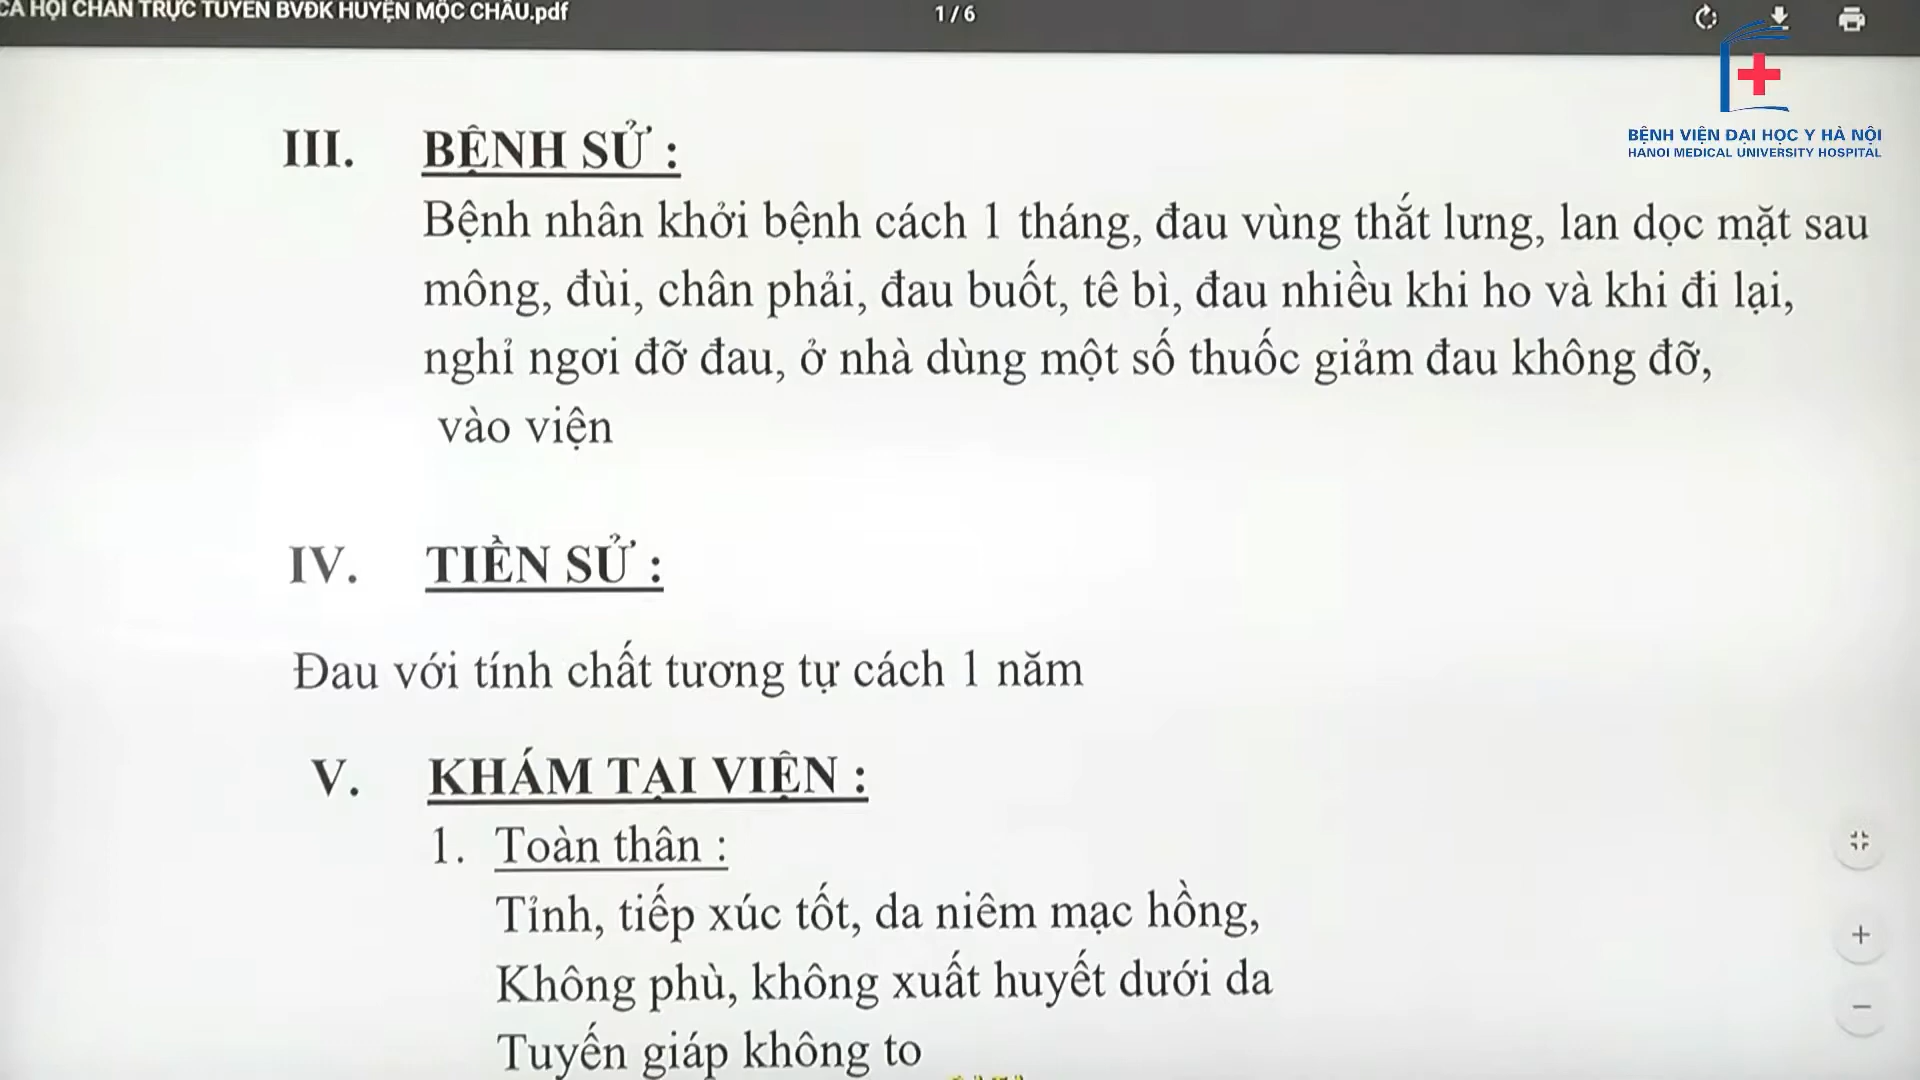 CA HỘI CHẨN TRỰC TUYẾN BVĐK HUYỆN MỘC CHÂU.pdf
1 / 6
BỆNH VIỆN ĐẠI HỌC Y HÀ NỘI
HANOI MEDICAL UNIVERSITY HOSPITAL
III. BỆNH SỬ :
Bệnh nhân khởi bệnh cách 1 tháng, đau vùng thắt lưng, lan dọc mặt sau
mông, đùi, chân phải, đau buốt, tê bì, đau nhiều khi ho và khi đi lại,
nghỉ ngơi đỡ đau, ở nhà dùng một số thuốc giảm đau không đỡ,
vào viện
IV. TIỀN SỬ :
Đau với tính chất tương tự cách 1 năm
V. KHÁM TẠI VIỆN :
1. Toàn thân :
Tỉnh, tiếp xúc tốt, da niêm mạc hồng,
Không phù, không xuất huyết dưới da
Tuyến giáp không to